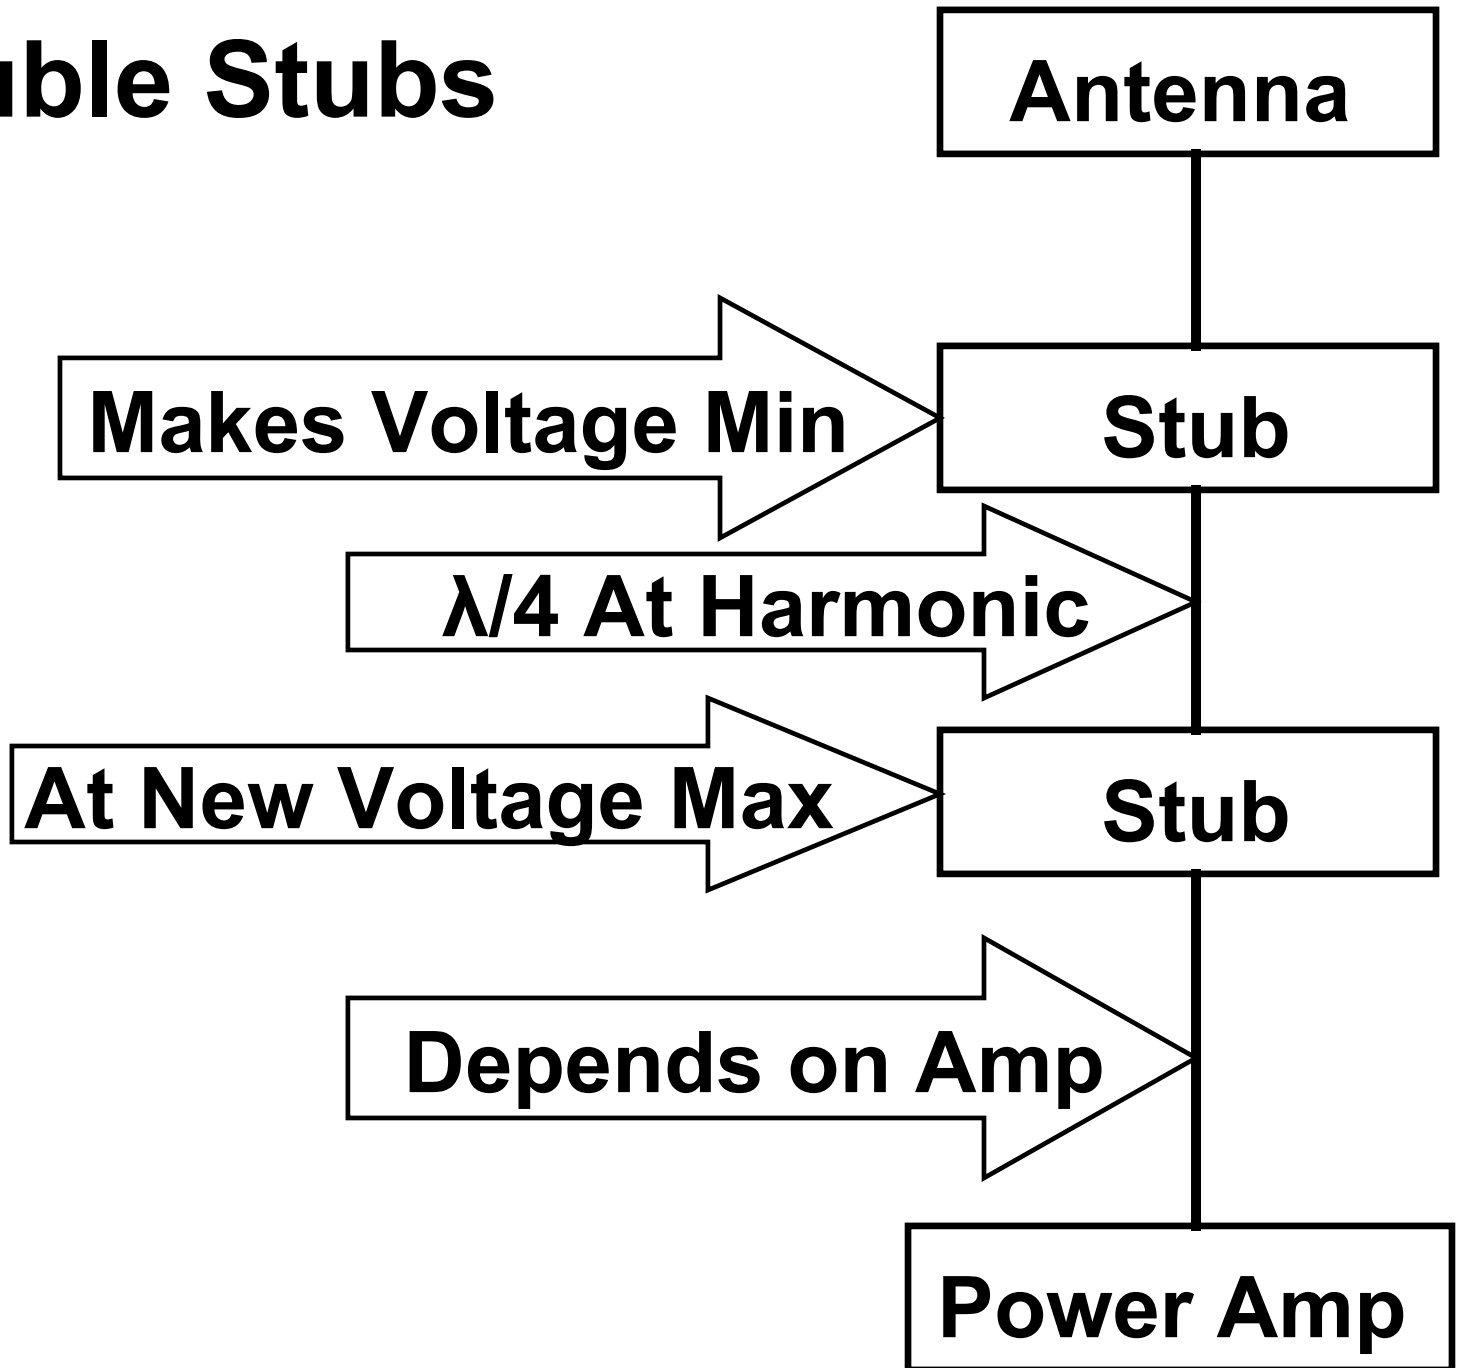 uble Stubs
Antenna
Makes Voltage Min
Stub
λ/4 At Harmonic
At New Voltage Max
Stub
Depends on Amp
Power Amp